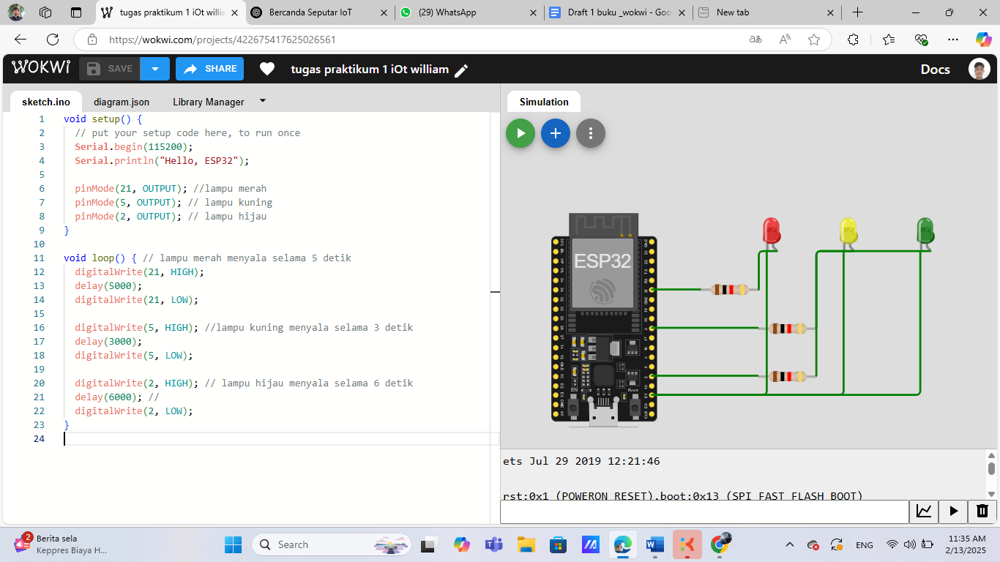 tugas praktikum 1 iOt willia
Bercanda Seputar IoT
(29) WhatsApp
Draft 1 buku _wokwi - Goo
New tab
https://wokwi.com/projects/422675417625026561
WOKWI
SAVE
SHARE
tugas praktikum 1 iOt william
Docs
sketch.ino
diagram.json
Library Manager
1 void setup() {
2 // put your setup code here, to run once
3 Serial.begin(115200);
4 Serial.println("Hello, ESP32");
5
6 pinMode(21, OUTPUT); //lampu merah
7 pinMode(5, OUTPUT); // lampu kuning
8 pinMode(2, OUTPUT); // lampu hijau
9 }
10
11 void loop() { // lampu merah menyala selama 5 detik
12 digitalWrite(21, HIGH);
13 delay(5000);
14 digitalWrite(21, LOW);
15
16 digitalWrite(5, HIGH); //lampu kuning menyala selama 3 detik
17 delay(3000);
18 digitalWrite(5, LOW);
19
20 digitalWrite(2, HIGH); // lampu hijau menyala selama 6 detik
21 delay(6000); //
22 digitalWrite(2, LOW);
23 }
24
Simulation
ESP32
EN
Boot
ets Jul 29 2019 12:21:46
rst:0x1 (POWERON_RESET),boot:0x13 (SPI_FAST_FLASH_BOOT)
2
Berita sela
Keppres Biaya H...
Search
ENG
11:35 AM
2/13/2025